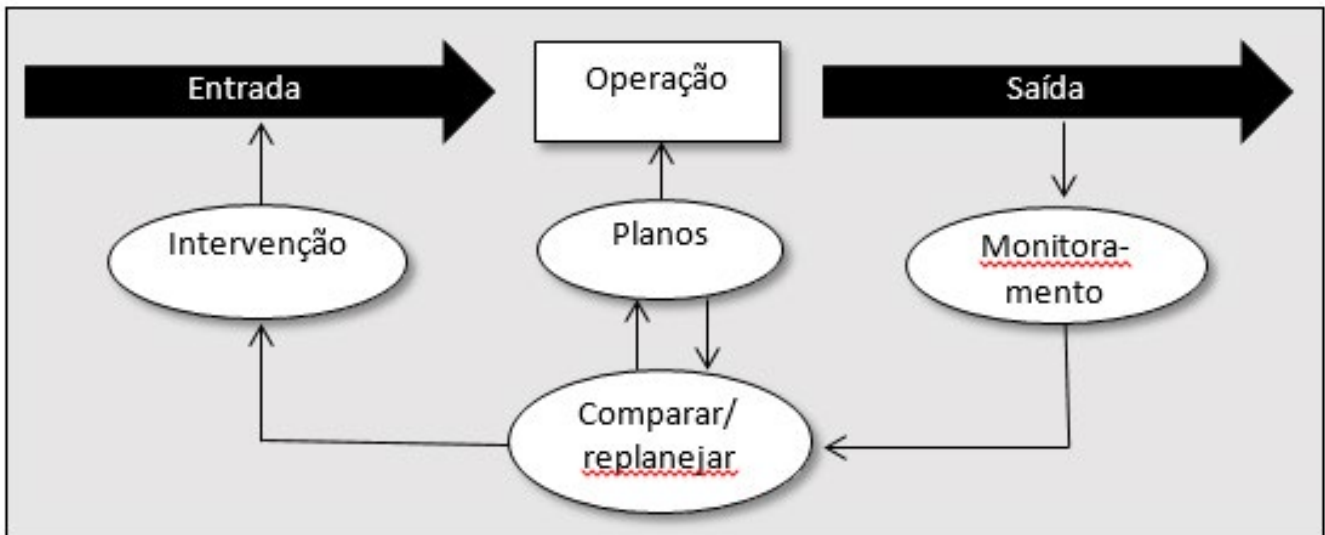 Entrada
Operação
Saída
Intervenção
Planos
Monitora-
mento
Comparar/
replanejar